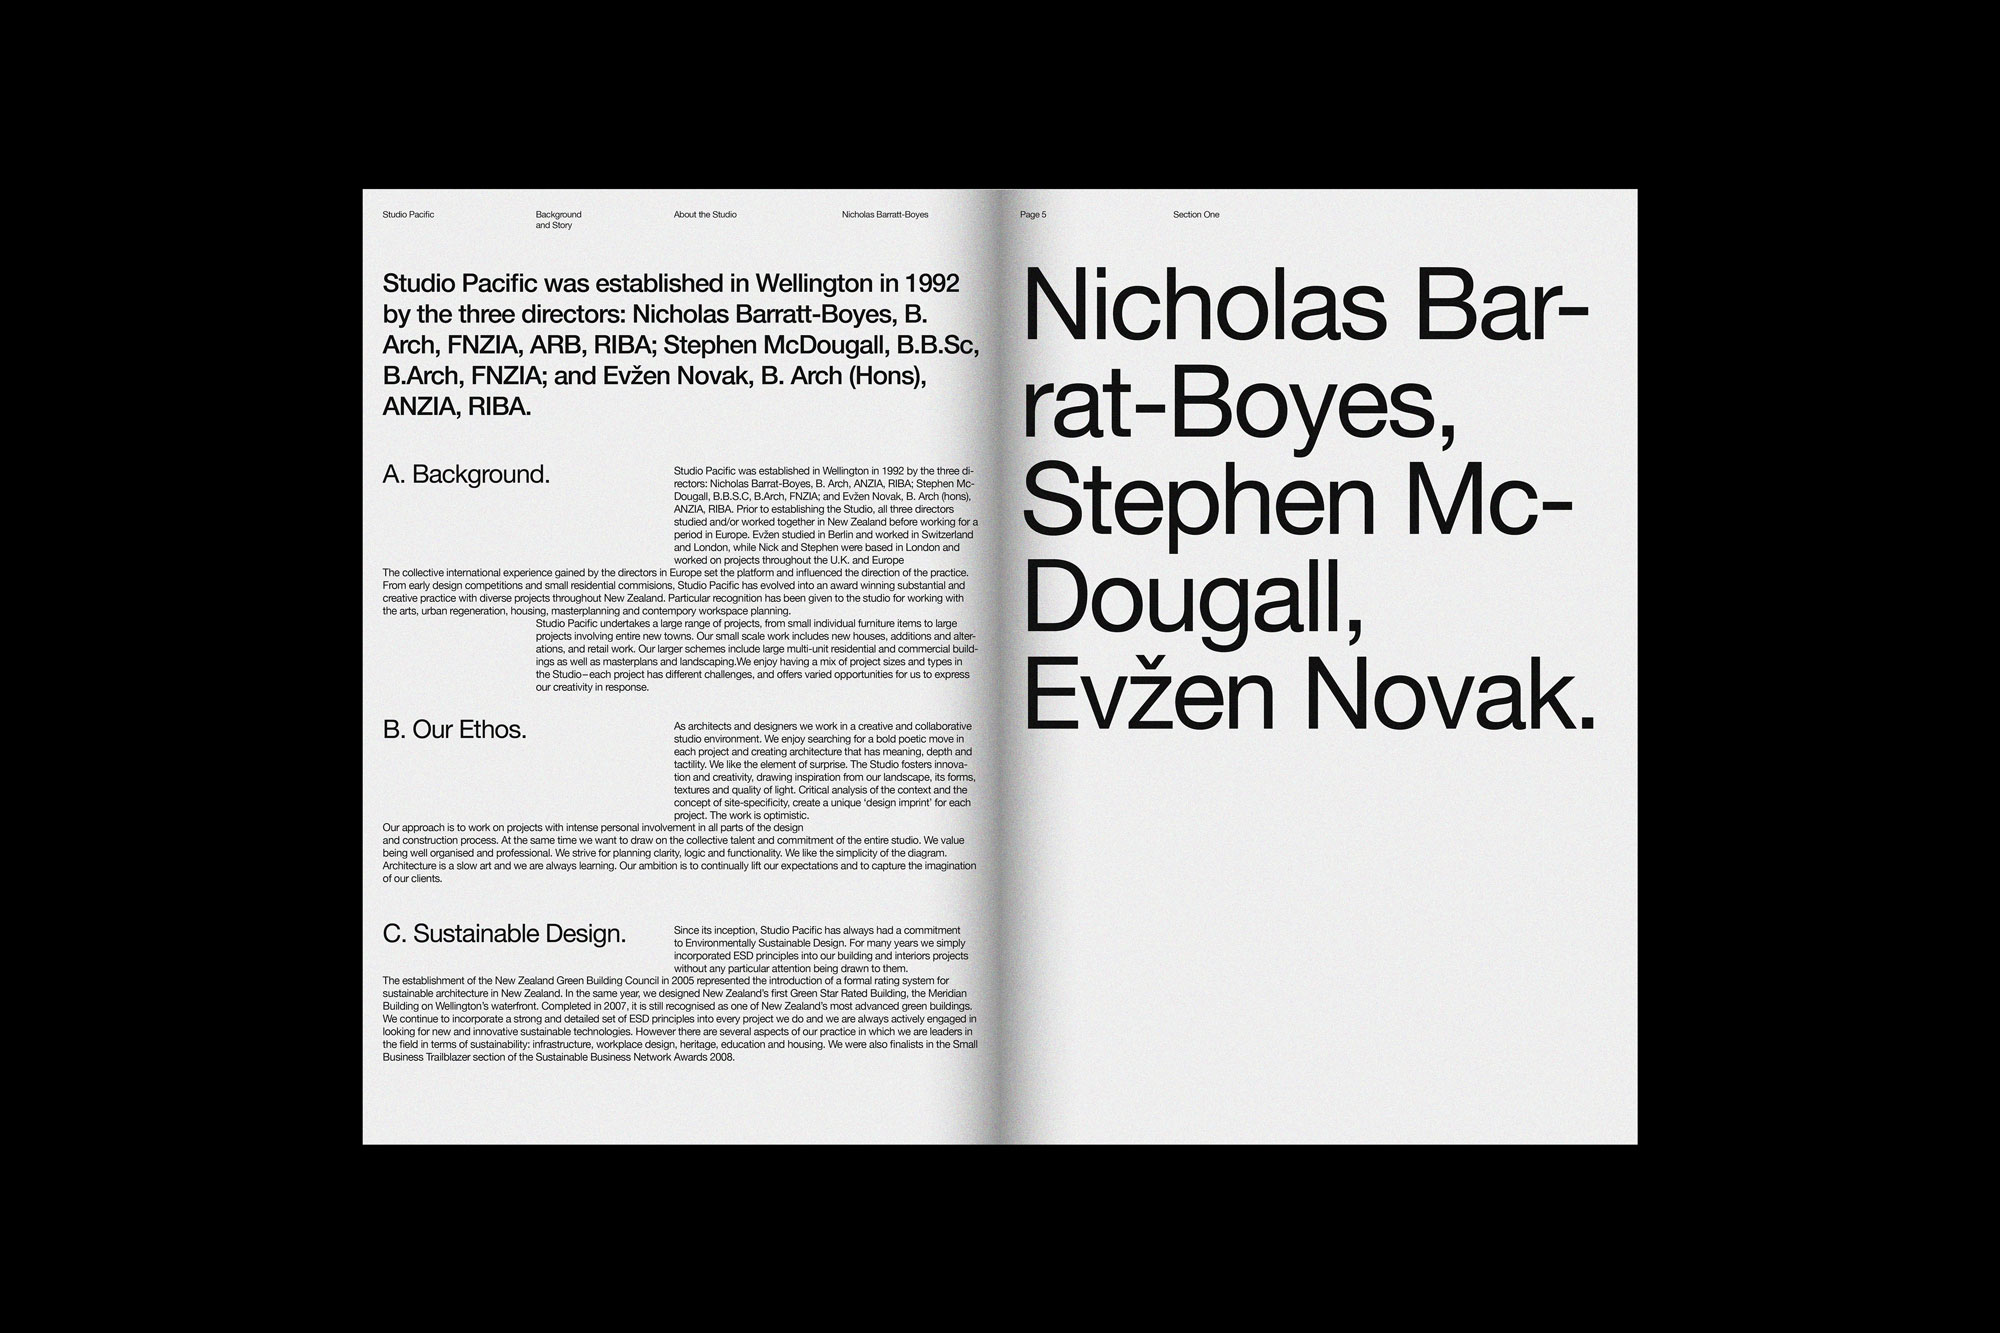 Studio Pacific
Background
and Story
About the Studio
Nicholas Barratt-Boyes
Studio Pacific was established in Wellington in 1992
by the three directors: Nicholas Barratt-Boyes, B.
Arch, FNZIA, ARB, RIBA; Stephen McDougall, B.B.Sc,
B.Arch, FNZIA; and Evžen Novak, B. Arch (Hons),
ANZIA, RIBA.
A. Background.
Studio Pacific was established in Wellington in 1992 by the three di-
rectors: Nicholas Barrat-Boyes, B. Arch, ANZIA, RIBA; Stephen Mc-
Dougall, B.B.S.C, B.Arch, FNZIA; and Evžen Novak, B. Arch (hons),
ANZIA, RIBA. Prior to establishing the Studio, all three directors
studied and/or worked together in New Zealand before working for a
period in Europe. Evžen studied in Berlin and worked in Switzerland
and London, while Nick and Stephen were based in London and
worked on projects throughout the U.K. and Europe
The collective international experience gained by the directors in Europe set the platform and influenced the direction of the practice.
From early design competitions and small residential commisions, Studio Pacific has evolved into an award winning substantial and
creative practice with diverse projects throughout New Zealand. Particular recognition has been given to the studio for working with
the arts, urban regeneration, housing, masterplanning and contempory workspace planning.
Studio Pacific undertakes a large range of projects, from small individual furniture items to large
projects involving entire new towns. Our small scale work includes new houses, additions and alter-
ations, and retail work. Our larger schemes include large multi-unit residential and commercial build-
ings as well as masterplans and landscaping.We enjoy having a mix of project sizes and types in
the Studio–each project has different challenges, and offers varied opportunities for us to express
our creativity in response.
B. Our Ethos.
As architects and designers we work in a creative and collaborative
studio environment. We enjoy searching for a bold poetic move in
each project and creating architecture that has meaning, depth and
tactility. We like the element of surprise. The Studio fosters innova-
tion and creativity, drawing inspiration from our landscape, its forms,
textures and quality of light. Critical analysis of the context and the
concept of site-specificity, create a unique ‘design imprint’ for each
project. The work is optimistic.
Our approach is to work on projects with intense personal involvement in all parts of the design
and construction process. At the same time we want to draw on the collective talent and commitment of the entire studio. We value
being well organised and professional. We strive for planning clarity, logic and functionality. We like the simplicity of the diagram.
Architecture is a slow art and we are always learning. Our ambition is to continually lift our expectations and to capture the imagination
of our clients.
C. Sustainable Design.
Since its inception, Studio Pacific has always had a commitment
to Environmentally Sustainable Design. For many years we simply
incorporated ESD principles into our building and interiors projects
without any particular attention being drawn to them.
The establishment of the New Zealand Green Building Council in 2005 represented the introduction of a formal rating system for
sustainable architecture in New Zealand. In the same year, we designed New Zealand’s first Green Star Rated Building, the Meridian
Building on Wellington’s waterfront. Completed in 2007, it is still recognised as one of New Zealand’s most advanced green buildings.
We continue to incorporate a strong and detailed set of ESD principles into every project we do and we are always actively engaged in
looking for new and innovative sustainable technologies. However there are several aspects of our practice in which we are leaders in
the field in terms of sustainability: infrastructure, workplace design, heritage, education and housing. We were also finalists in the Small
Business Trailblazer section of the Sustainable Business Network Awards 2008.
Page 5
Section One
Nicholas Bar-
rat-Boyes,
Stephen Mc-
Dougall,
Evžen Novak.